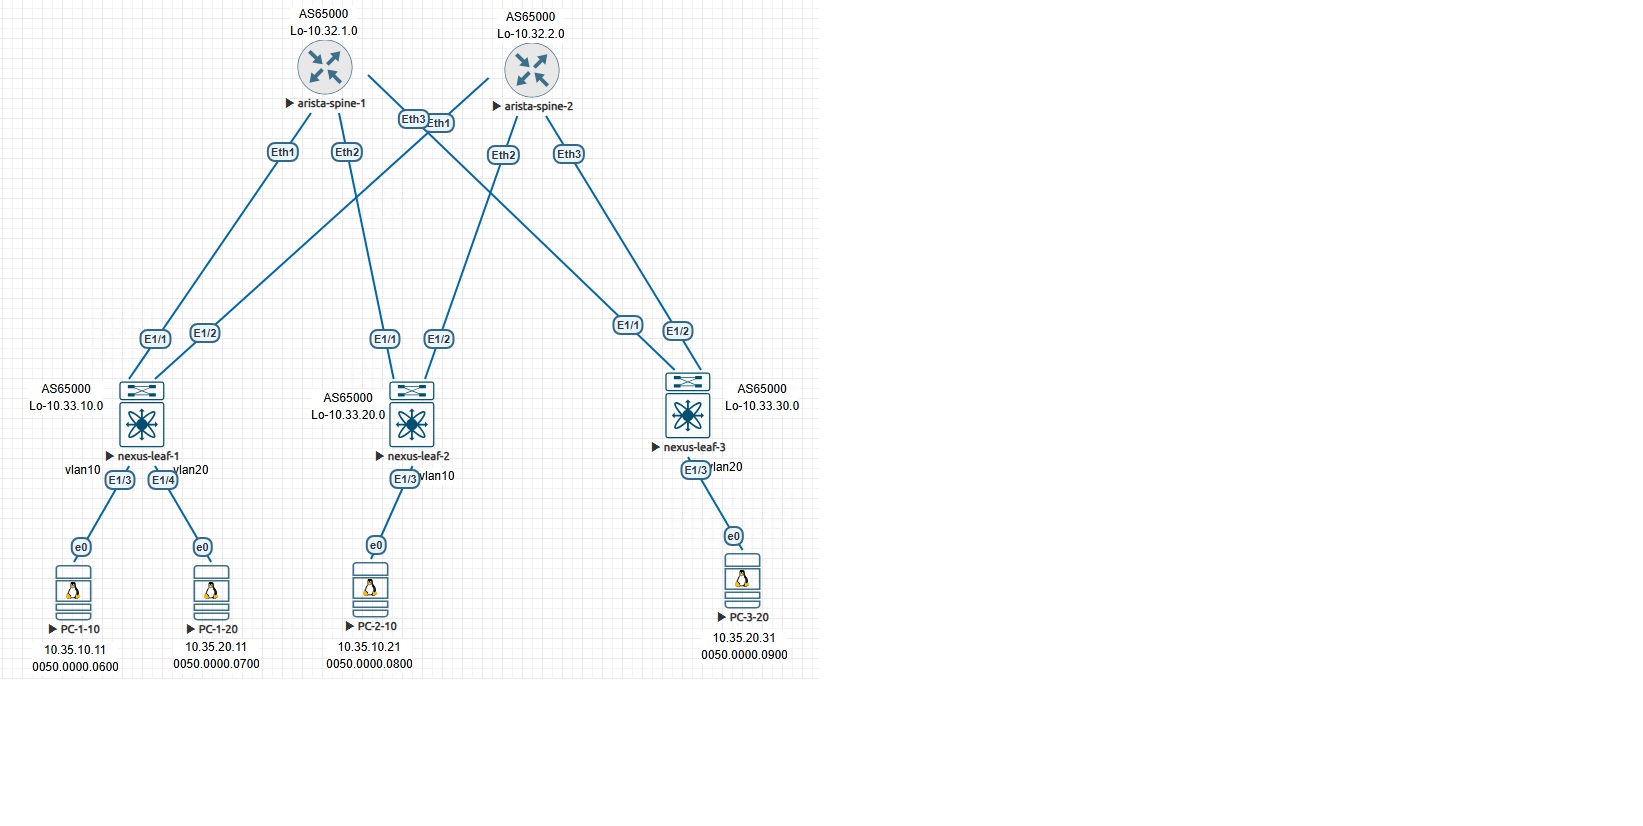 AS65000
Lo-10.32.1.0
arista-spine-1
AS65000
Lo-10.32.2.0
arista-spine-2
Eth3
Eth1
Eth1
Eth2
Eth2
Eth3
E1/1
E1/2
E1/1
E1/2
E1/1
E1/2
AS65000
Lo-10.33.10.0
nexus-leaf-1
AS65000
Lo-10.33.20.0
nexus-leaf-2
AS65000
Lo-10.33.30.0
nexus-leaf-3
vlan10
E1/3
E1/4
vlan20
E1/3
vlan10
E1/3
vlan20
e0
e0
e0
e0
PC-1-10
10.35.10.11
0050.0000.0600
PC-1-20
10.35.20.11
0050.0000.0700
PC-2-10
10.35.10.21
0050.0000.0800
PC-3-20
10.35.20.31
0050.0000.0900